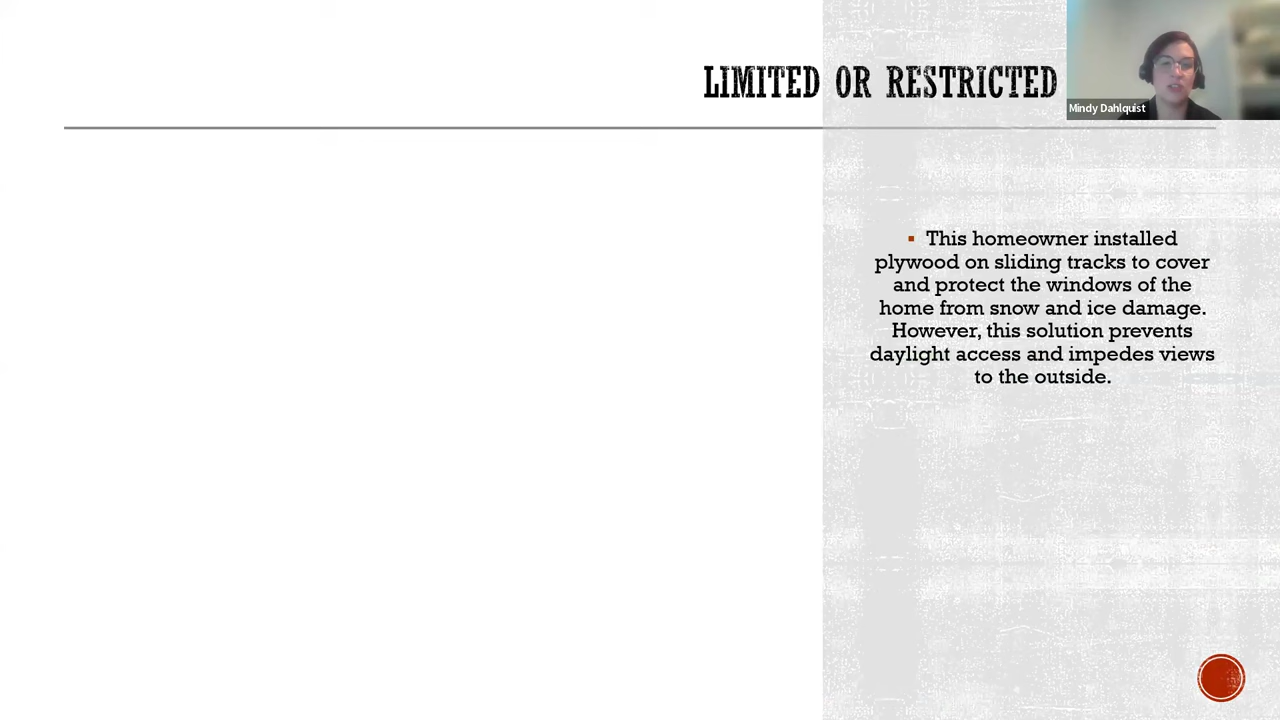 LIMITED OR RESTRICTED
Mindy Dahlquist
▪ This homeowner installed
plywood on sliding tracks to cover
and protect the windows of the
home from snow and ice damage.
However, this solution prevents
daylight access and impedes views
to the outside.